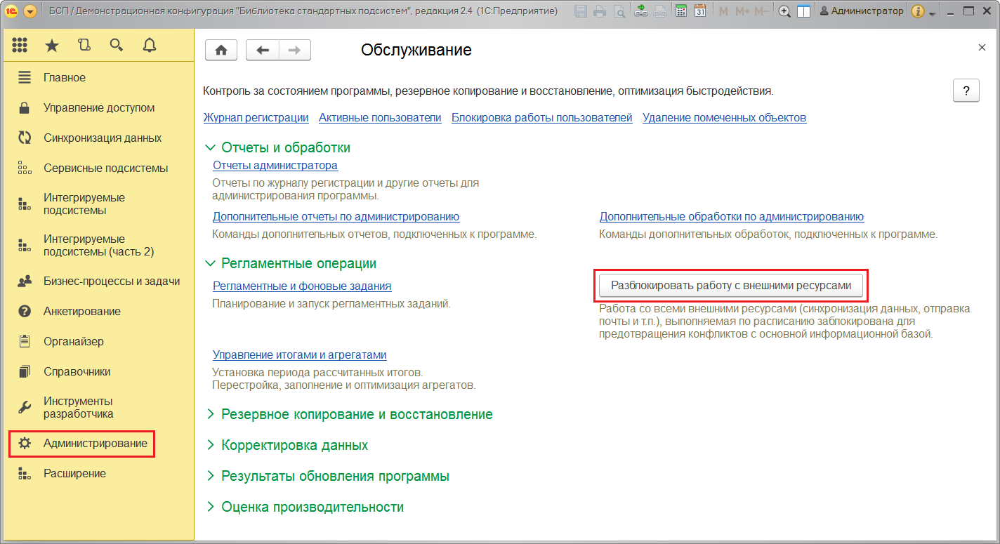 1С
БСП / Демонстрационная конфигурация "Библиотека стандартных подсистем", редакция 2.4 (1С:Предприятие)
31
M M+ M-
Администратор
i
Обслуживание
Главное
Управление доступом
Синхронизация данных
Сервисные подсистемы
Интегрируемые
подсистемы
Интегрируемые
подсистемы (часть 2)
Бизнес-процессы и задачи
?
Анкетирование
Органайзер
Справочники
Инструменты
разработчика
Администрирование
Расширение
Контроль за состоянием программы, резервное копирование и восстановление, оптимизация быстродействия.
?
Журнал регистрации Активные пользователи Блокировка работы пользователей Удаление помеченных объектов
Отчеты и обработки
Отчеты администратора
Отчеты по журналу регистрации и другие отчеты для
администрирования программы.
Дополнительные отчеты по администрированию
Команды дополнительных отчетов, подключенных к программе.
Дополнительные обработки по администрированию
Команды дополнительных обработок, подключенных к программе.
Регламентные операции
Регламентные и фоновые задания
Планирование и запуск регламентных заданий.
Разблокировать работу с внешними ресурсами
Работа со всеми внешними ресурсами (синхронизация данных, отправка
почты и т.п.), выполняемая по расписанию заблокирована для
предотвращения конфликтов с основной информационной базой.
Управление итогами и агрегатами
Установка периода рассчитанных итогов.
Перестройка, заполнение и оптимизация агрегатов.
Резервное копирование и восстановление
Корректировка данных
Результаты обновления программы
Оценка производительности